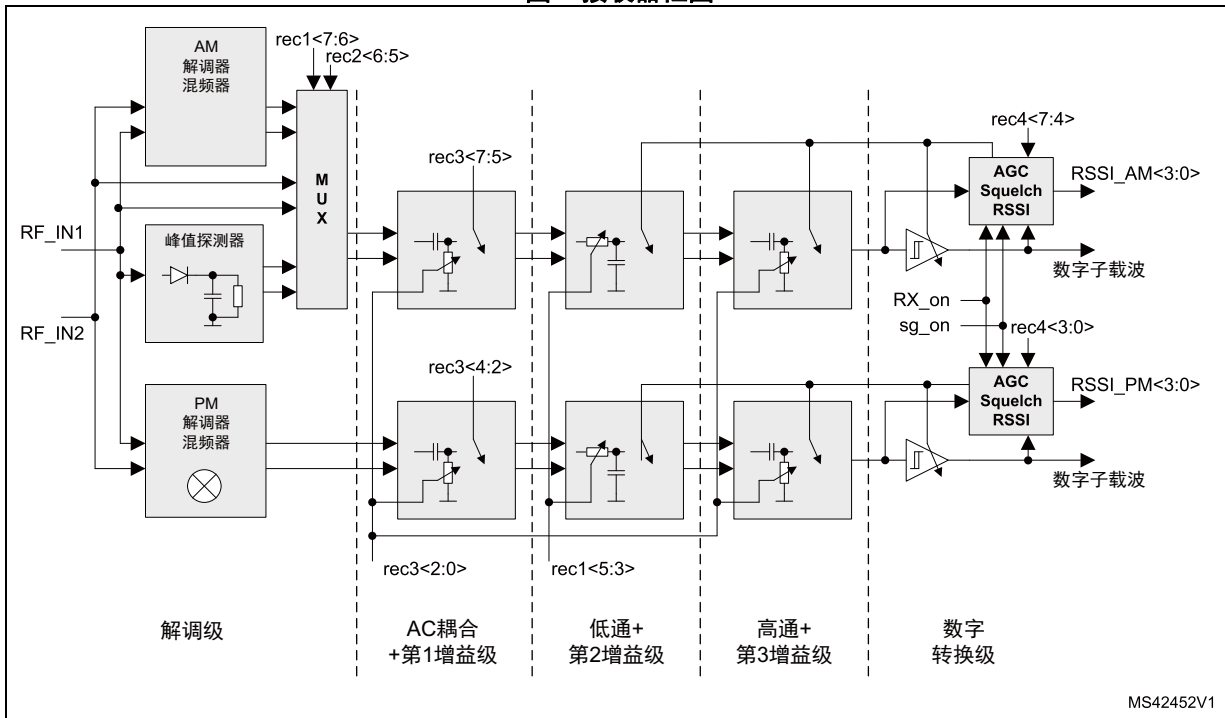 AM
解调器
混频器
rec1<7:6>
rec2<6:5>
M
U
X
RF_IN1
RF_IN2
峰值探测器
PM
解调器
混频器
rec3<7:5>
rec3<4:2>
rec3<2:0>
rec1<5:3>
rec4<7:4>
AGC
Squelch
RSSI
RSSI_AM<3:0>
数字子载波
RX_on
sg_on
rec4<3:0>
AGC
Squelch
RSSI
RSSI_PM<3:0>
数字子载波
解调级
AC耦合
+第1增益级
低通+
第2增益级
高通+
第3增益级
数字
转换级
MS42452V1